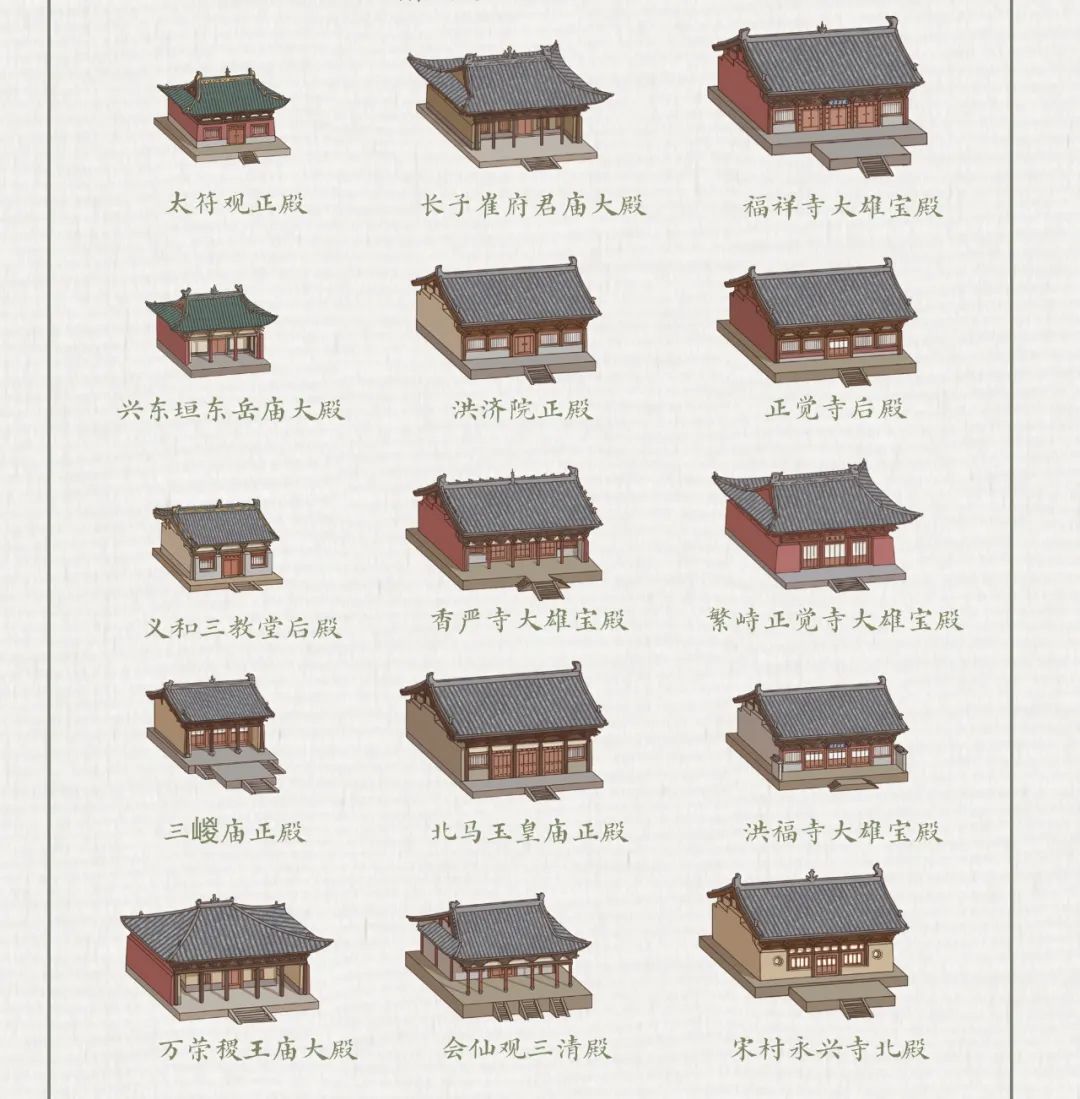 太符观正殿
长子崔府君庙大殿
福祥寺大雄宝殿
兴东垣东岳庙大殿
洪济院正殿
正觉寺后殿
义和三教堂后殿
香严寺大雄宝殿
繁峙正觉寺大雄宝殿
三嵕庙正殿
北马玉皇庙正殿
洪福寺大雄宝殿
万荣稷王庙大殿
会仙观三清殿
宋村永兴寺北殿